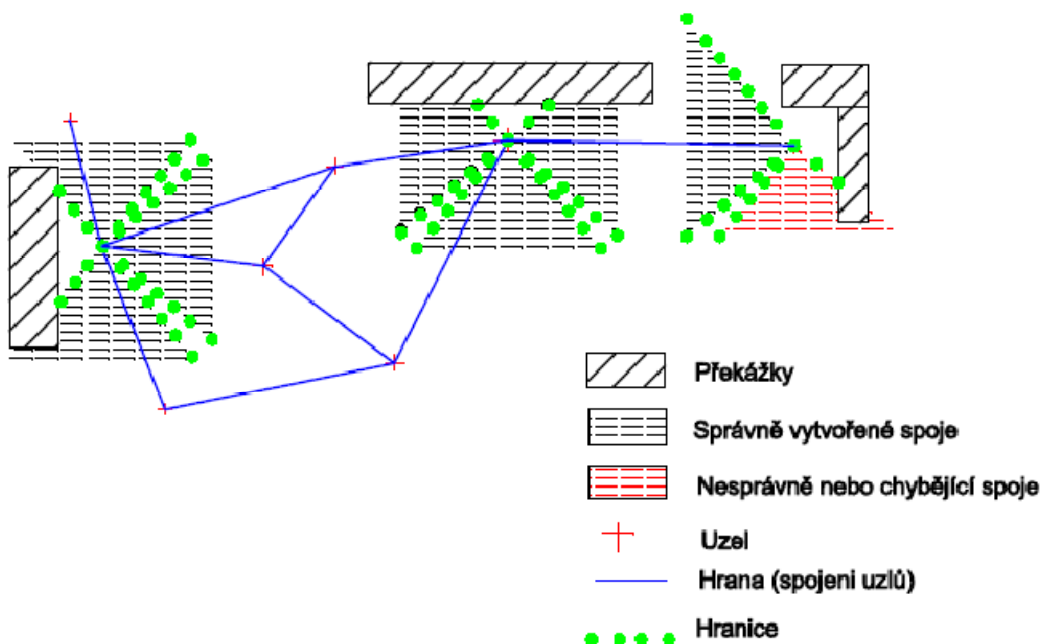 Překážky
Správně vytvořené spoje
Nesprávně nebo chybějící spoje
Uzel
Hrana (spojeni uzlů)
Hranice